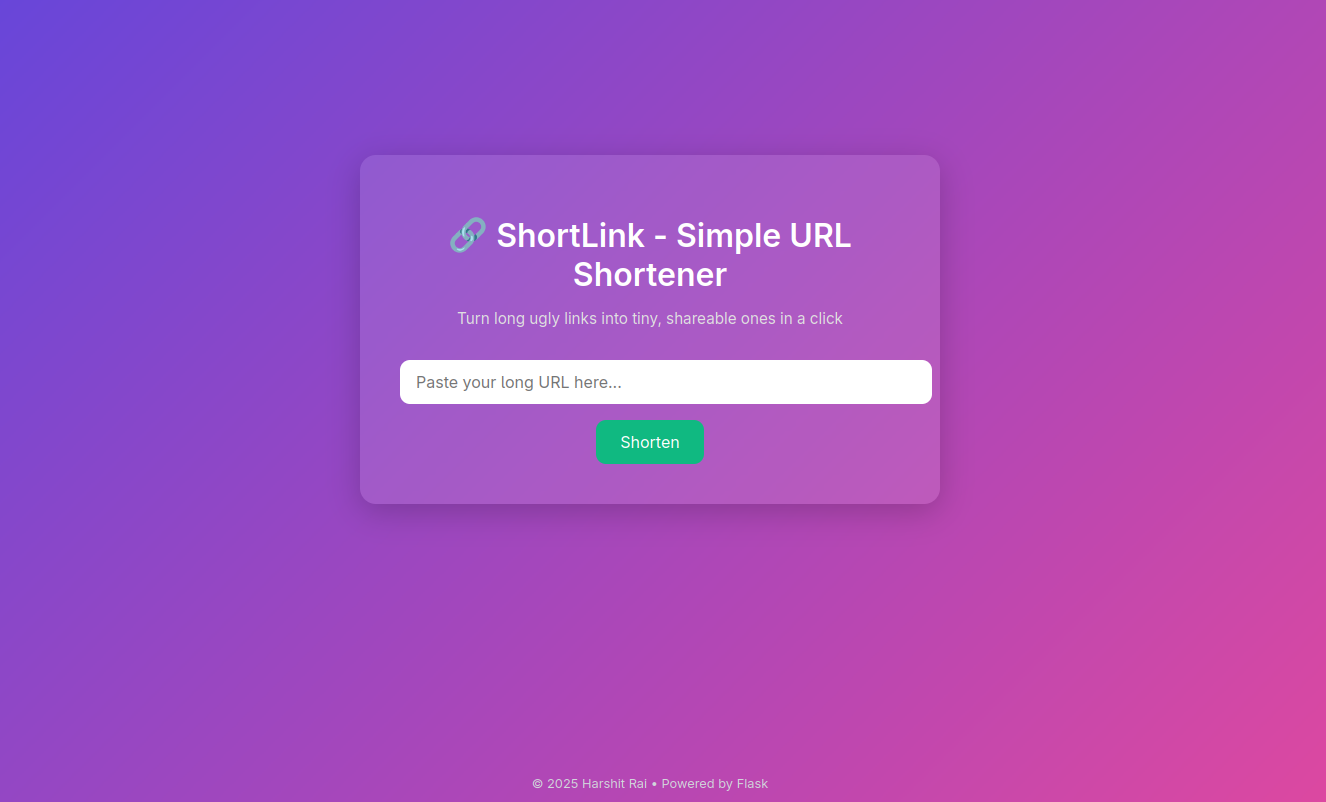 🔗 ShortLink - Simple URL
Shortener
Turn long ugly links into tiny, shareable ones in a click
Paste your long URL here...
Shorten
© 2025 Harshit Rai • Powered by Flask